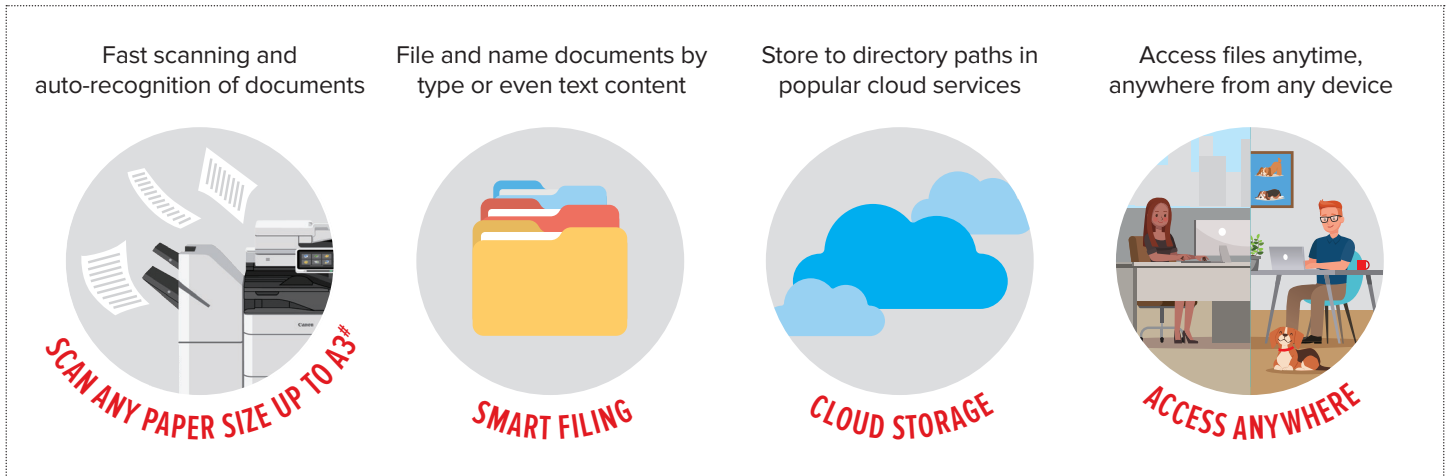 Fast scanning and
auto-recognition of documents
Canon
SCAN ANY PAPER SIZE UP TO A3#
File and name documents by
type or even text content
SMART FILING
Store to directory paths in
popular cloud services
CLOUD STORAGE
Access files anytime,
anywhere from any device
ACCESS ANYWHERE